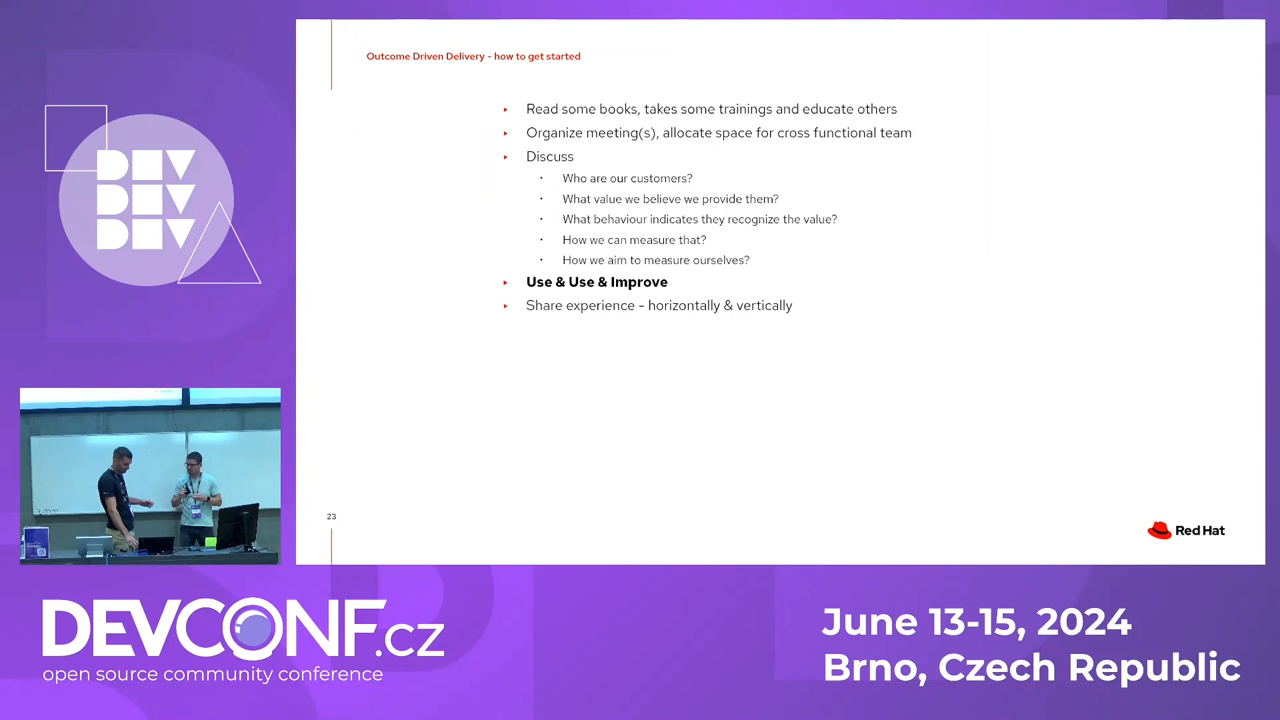 Outcome Driven Delivery - how to get started
Read some books, takes some trainings and educate others
Organize meeting(s), allocate space for cross functional team
Discuss
Who are our customers?
What value we believe we provide them?
What behaviour indicates they recognize the value?
How we can measure that?
How we aim to measure ourselves?
Use & Use & Improve
Share experience - horizontally & vertically
23
Red Hat
DEV
DEV
DEV
DEVCONF.cz
open source community conference
June 13-15, 2024
Brno, Czech Republic